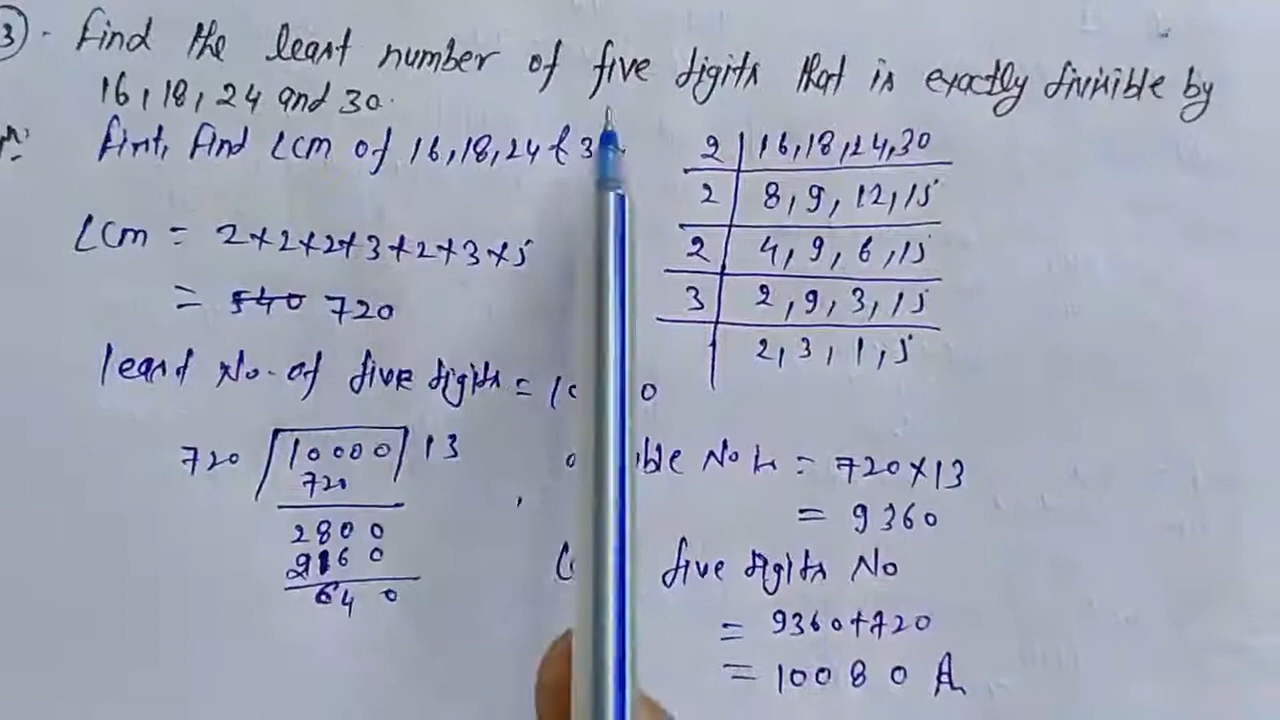 3). Find the least number of five digits that is exactly divisible by
16, 18, 24 and 30.
First, Find LCM of 16, 18, 24 & 3
LCM = 2×2×2×3×2×3×5
= 540 720
least No. of five digits = 10 0
720 10000 13
720
2800
2160
640
2 16, 18, 24, 30
2 8, 9, 12, 15
2 4, 9, 6, 15
3 2, 9, 3, 15
2, 3, 1, 5
ible No = 720×13
= 9360
five digits No
= 9360+720
= 10080 A